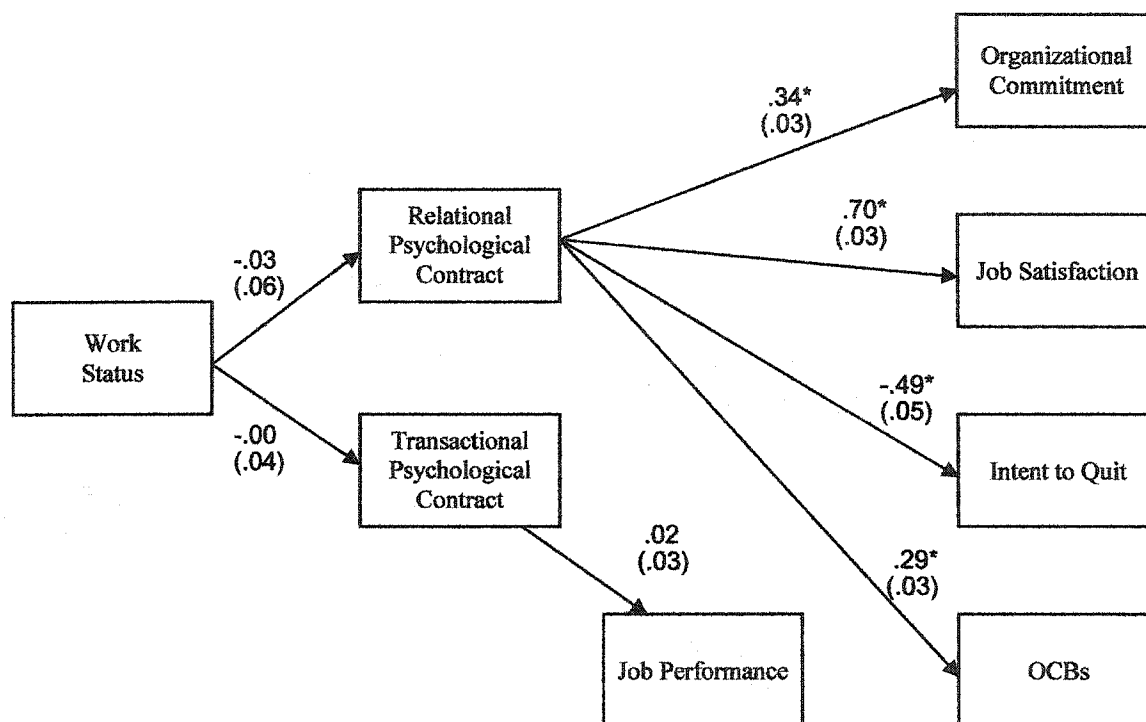 Organizational
Commitment
.34*
(.03)
Relational
Psychological
Contract
.70*
(.03)
Job Satisfaction
-.03
(.06)
Work
Status
-.49*
(.05)
Intent to Quit
-.00
(.04)
Transactional
Psychological
Contract
.02
(.03)
.29*
(.03)
Job Performance
OCBs